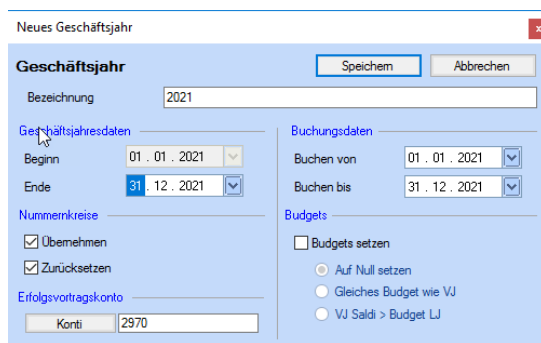 Neues Geschäftsjahr
x
Geschäftsjahr
Speichern
Abbrechen
Bezeichnung
2021
Geschäftsjahresdaten
Beginn
01 . 01 . 2021
Ende
31 . 12 . 2021
Buchungsdaten
Buchen von
01 . 01 . 2021
Buchen bis
31 . 12 . 2021
Nummernkreise
Übernehmen
Zurücksetzen
Budgets
Budgets setzen
Auf Null setzen
Gleiches Budget wie VJ
VJ Saldi > Budget LJ
Erfolgsvortragskonto
Konti
2970